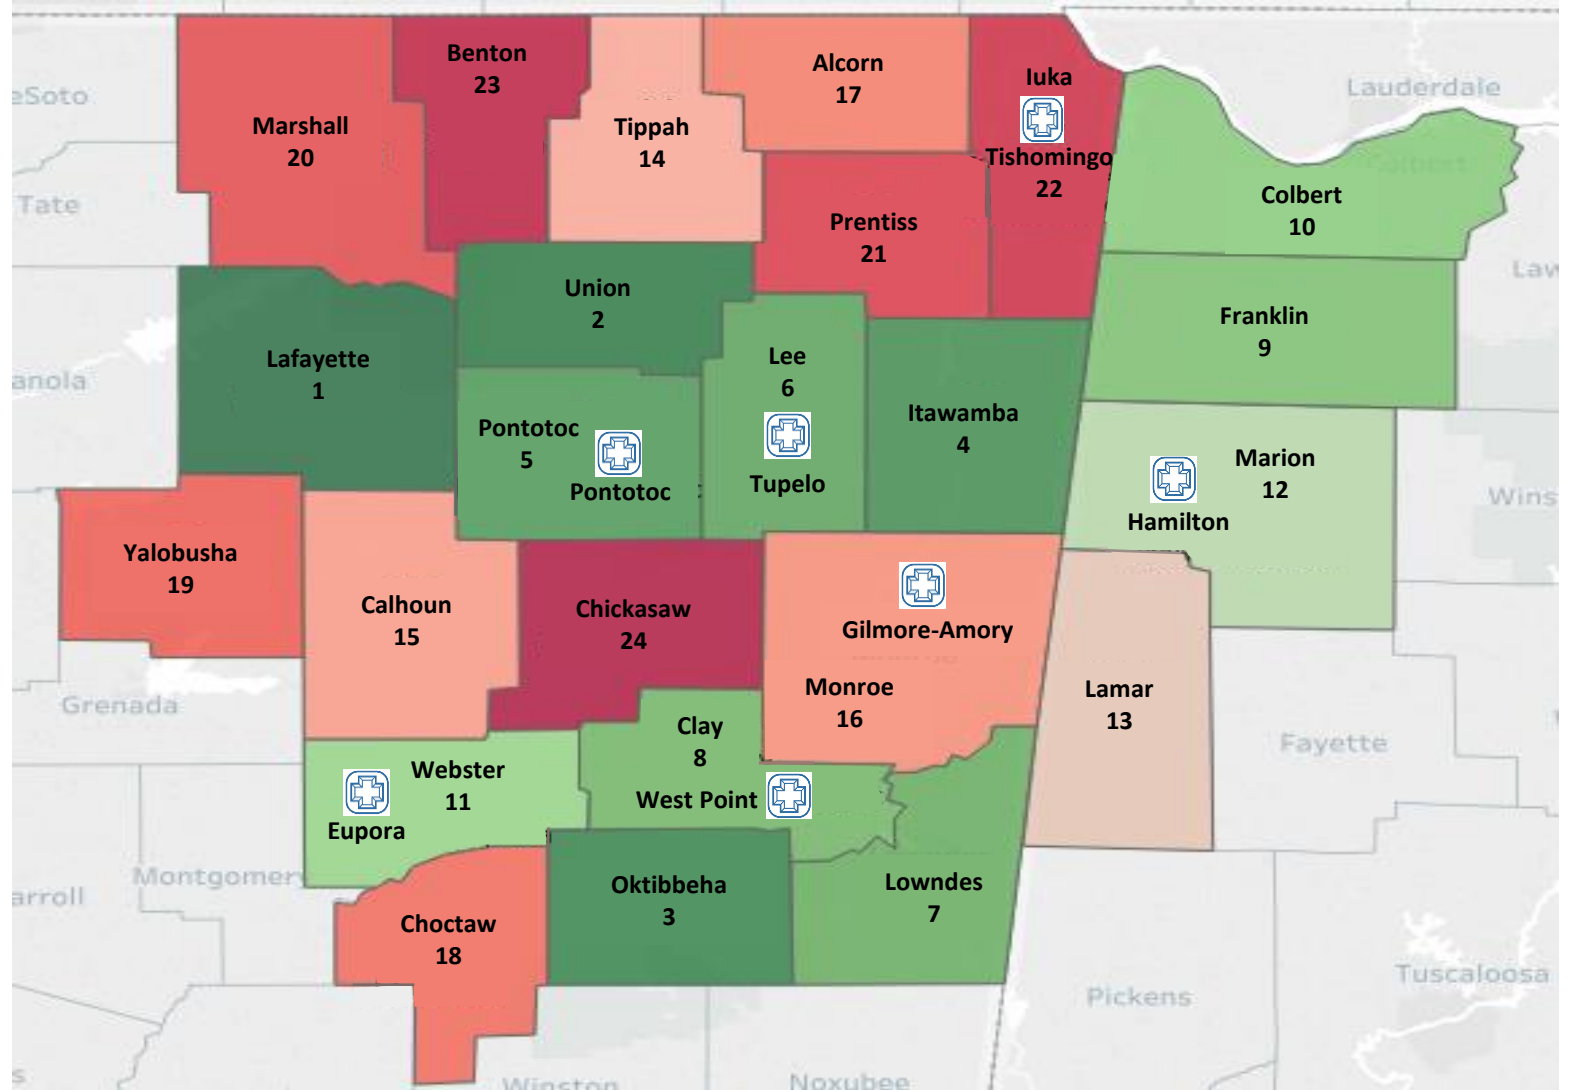 Benton
23
Alcorn
17
Iuka
Lauderdale
eSoto
Marshall
20
Tippah
14
Tishomingo
22
Colbert
Colbert
10
Tate
Prentiss
21
Law
Union
2
Franklin
9
Lafayette
1
Lee
6
anola
Itawamba
4
Pontotoc
5
Pontotoc
Tupelo
Marion
12
Hamilton
Wins
Yalobusha
19
Calhoun
15
Chickasaw
24
Gilmore-Amory
Monroe
16
Lamar
13
Grenada
Clay
8
Fayette
Webster
11
Eupora
West Point
Montgomery
arroll
Oktibbeha
3
Lowndes
7
Choctaw
18
Tuscaloosa
Pickens
s
Winston
Noxubee